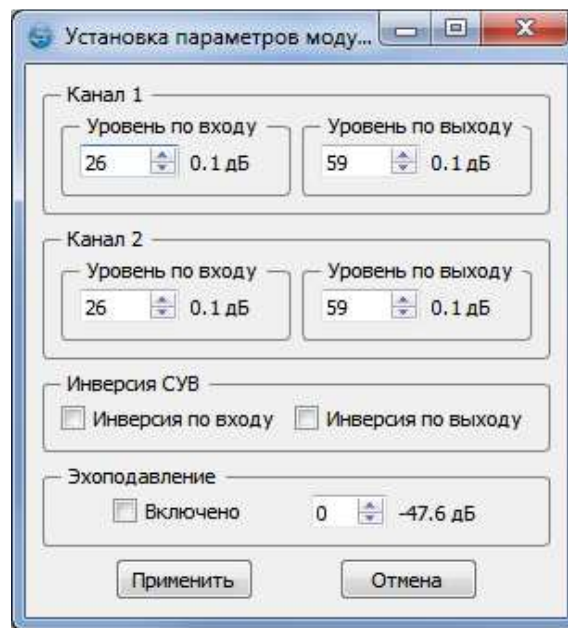 Установка параметров моду...
Канал 1
Уровень по входу Уровень по выходу
26 0.1 дБ 59 0.1 дБ
Канал 2
Уровень по входу Уровень по выходу
26 0.1 дБ 59 0.1 дБ
Инверсия СУВ
Инверсия по входу Инверсия по выходу
Эхоподавление
Включено 0 -47.6 дБ
Применить Отмена